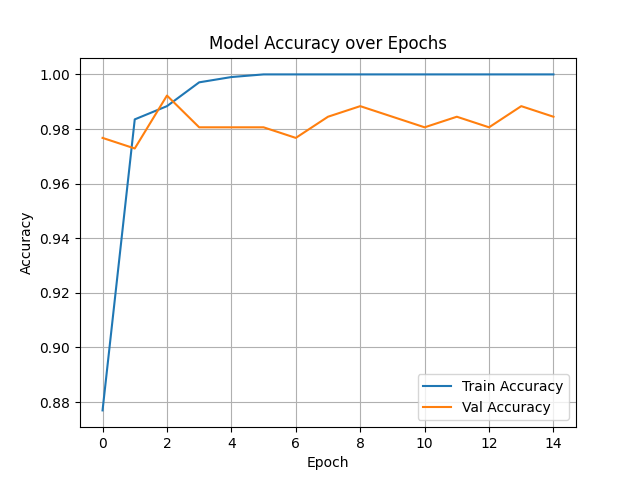 Model Accuracy over Epochs
1.00
0.98
0.96
0.94
0.92
0.90
0.88
Accuracy
0 2 4 6 8 10 12 14
Epoch
Train Accuracy
Val Accuracy